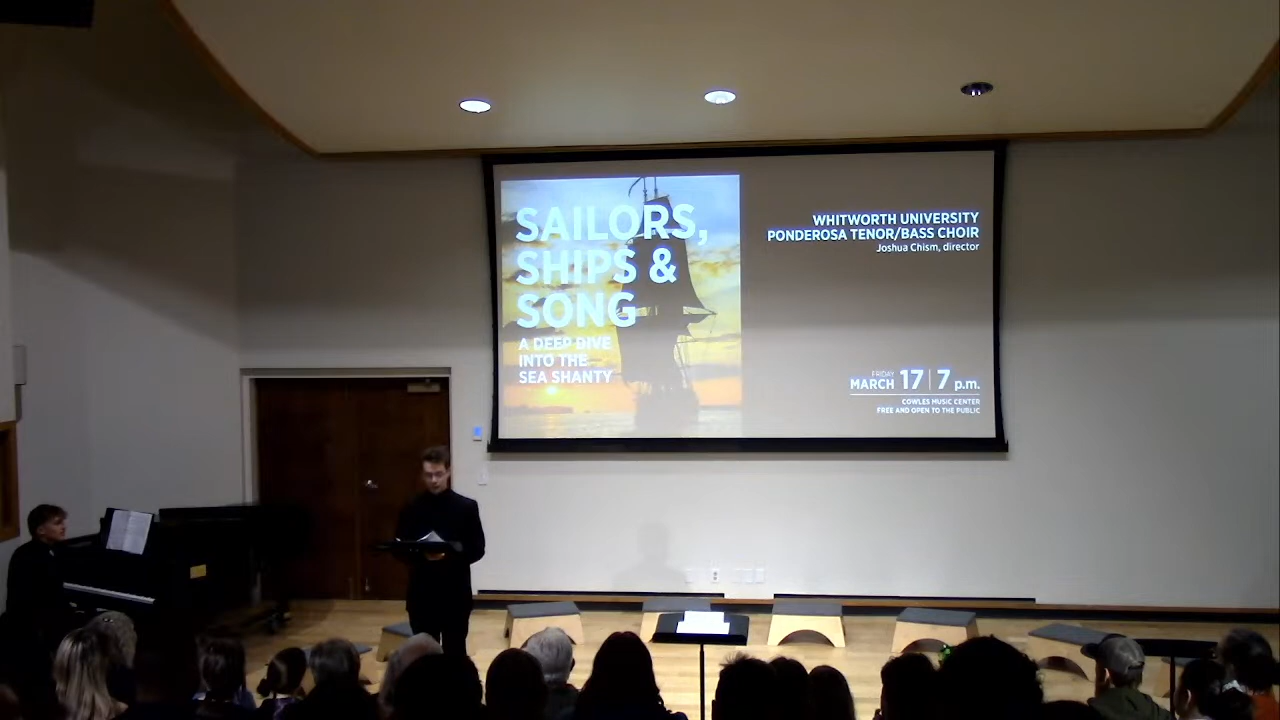 SAILORS,
SHIPS &
SONG
A DEEP DIVE
INTO THE
SEA SHANTY
WHITWORTH UNIVERSITY
PONDEROSA TENOR/BASS CHOIR
Joshua Chism, director
FRIDAY
MARCH 17 | 7 p.m.
COWLES MUSIC CENTER
FREE AND OPEN TO THE PUBLIC